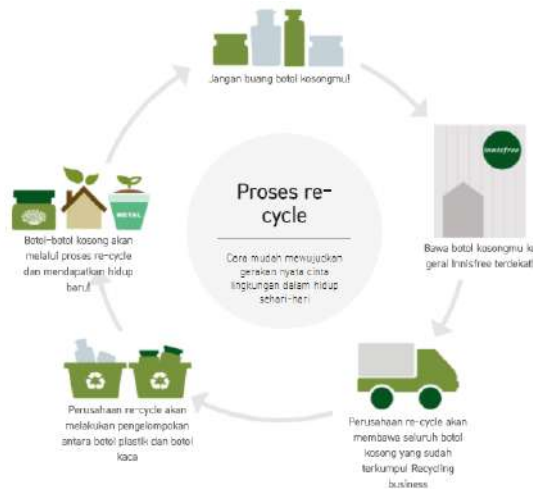 Jangan buang botol kosongmu!
innisfree
Bawa botol kosongmu ke
gerai Innisfree terdekat!
Perusahaan re-cycle akan
membawa seluruh botol
kosong yang sudah
terkumpul Recycling
business
Perusahaan re-cycle akan
melakukan pengelompokan
antara botol plastik dan botol
kaca
Botol-botol kosong akan
melalui proses re-cycle
dan mendapatkan hidup
baru!
Proses re-
cycle
Cara mudah mewujudkan
gerakan nyata cinta
lingkungan dalam hidup
sehari-hari